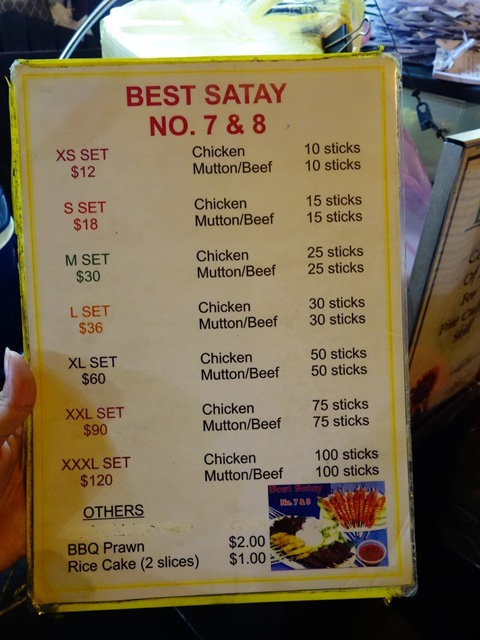 BEST SATAY
NO. 7 & 8
XS SET Chicken 10 sticks
$12 Mutton/Beef 10 sticks
S SET Chicken 15 sticks
$18 Mutton/Beef 15 sticks
M SET Chicken 25 sticks
$30 Mutton/Beef 25 sticks
L SET Chicken 30 sticks
$36 Mutton/Beef 30 sticks
XL SET Chicken 50 sticks
$60 Mutton/Beef 50 sticks
XXL SET Chicken 75 sticks
$90 Mutton/Beef 75 sticks
XXXL SET Chicken 100 sticks
$120 Mutton/Beef 100 sticks
OTHERS
BBQ Prawn $2.00
Rice Cake (2 slices) $1.00
Best Satay
No. 7 & 8